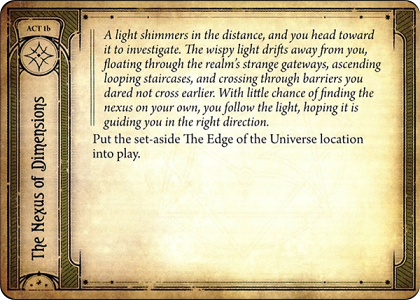 ACT 1b
The Nexus of Dimensions
A light shimmers in the distance, and you head toward
it to investigate. The wispy light drifts away from you,
floating through the realm's strange gateways, ascending
looping staircases, and crossing through barriers you
dared not cross earlier. With little chance of finding the
nexus on your own, you follow the light, hoping it is
guiding you in the right direction.
Put the set-aside The Edge of the Universe location
into play.